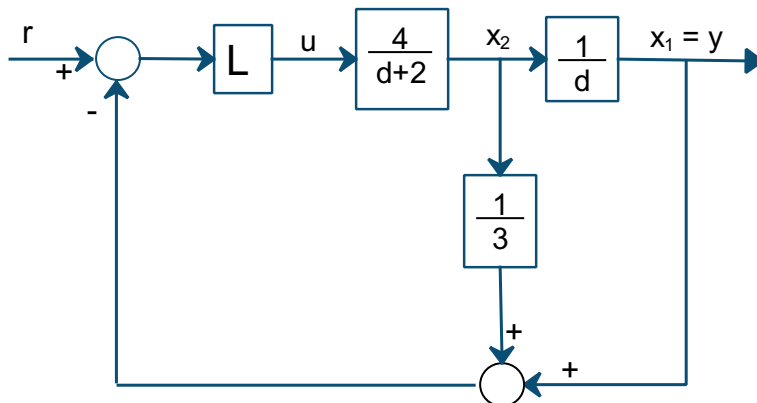 r
+
-
L
u
4
d+2
x₂
1
d
x₁ = y
1
3
+
+